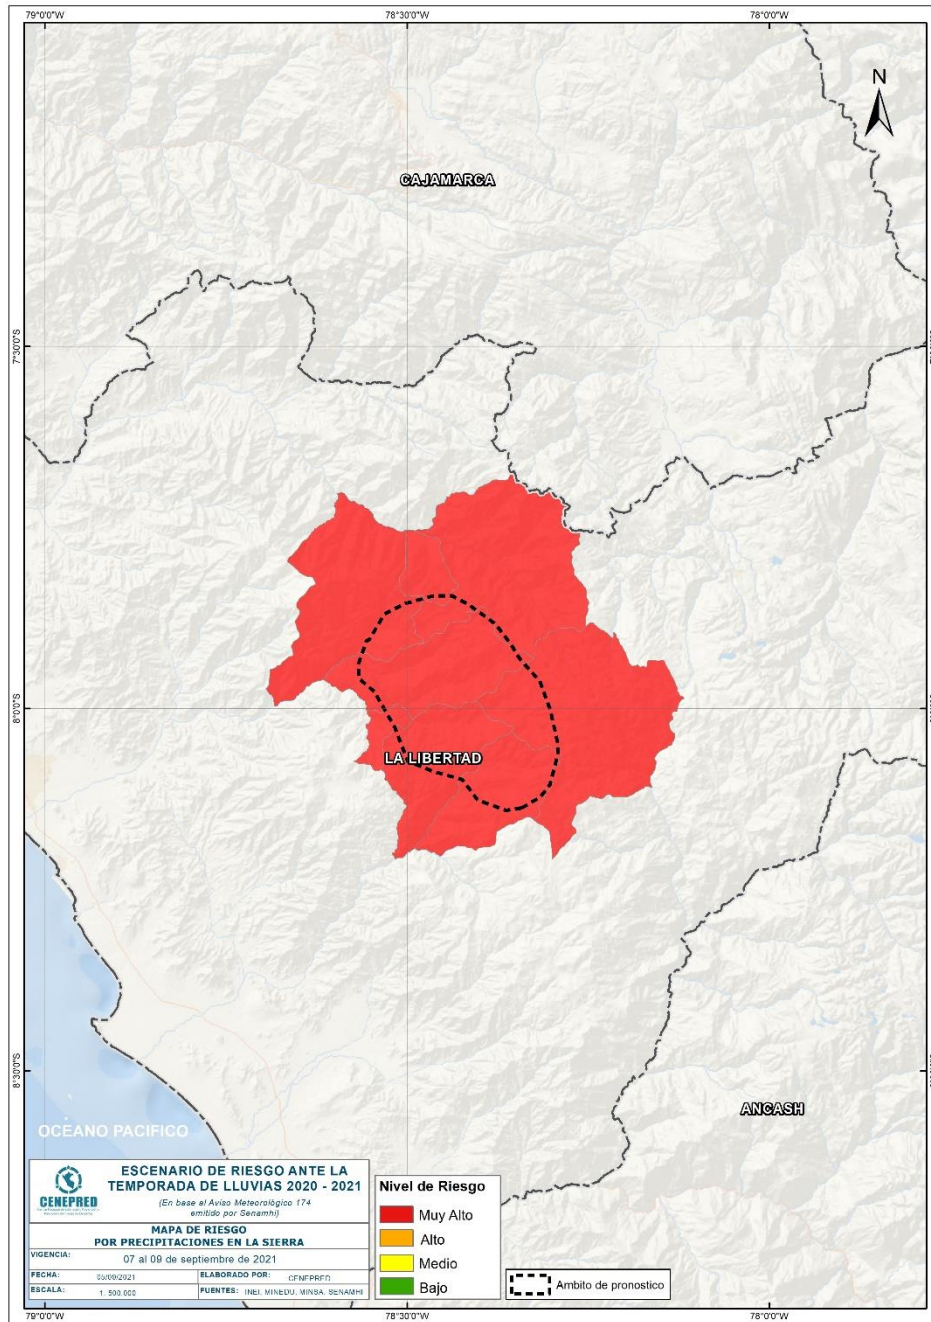 79°0'0"W
78°30'0"W
78°0'0"W
N
CAJAMARCA
7°30'0"S
8°0'0"S
LA LIBERTAD
8°30'0"S
ANCASH
OCEANO PACIFICO
CENEPRED
ESCENARIO DE RIESGO ANTE LA
TEMPORADA DE LLUVIAS 2020 - 2021
(En base al Aviso Meteorológico 174
emitido por Senamhi)
MAPA DE RIESGO
POR PRECIPITACIONES EN LA SIERRA
VIGENCIA: 07 al 09 de septiembre de 2021
FECHA: ELABORADO POR: CENEPRED
ESCALA: 1: 500.000 FUENTES: INEI, MINEDU, MINSA, SENAMHI
Nivel de Riesgo
Muy Alto
Alto
Medio
Bajo
Ambito de pronostico
79°0'0"W
78°30'0"W
78°0'0"W